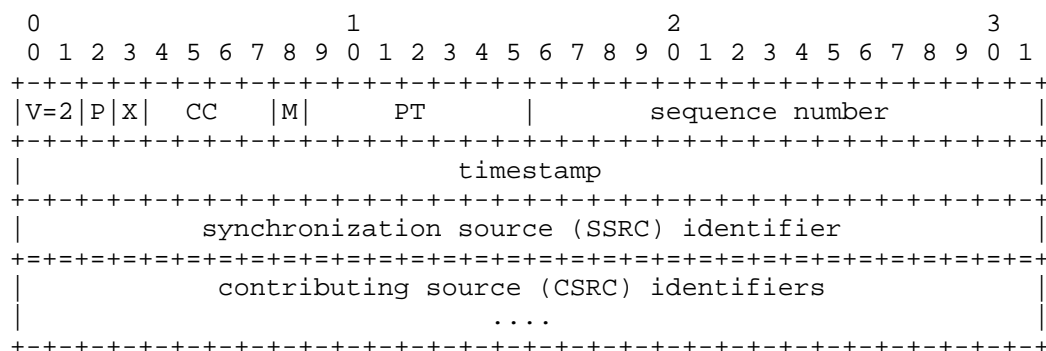 0                   1                   2                   3
 0 1 2 3 4 5 6 7 8 9 0 1 2 3 4 5 6 7 8 9 0 1 2 3 4 5 6 7 8 9 0 1
+-+-+-+-+-+-+-+-+-+-+-+-+-+-+-+-+-+-+-+-+-+-+-+-+-+-+-+-+-+-+-+-+
|V=2|P|X|  CC   |M|     PT      |       sequence number         |
+-+-+-+-+-+-+-+-+-+-+-+-+-+-+-+-+-+-+-+-+-+-+-+-+-+-+-+-+-+-+-+-+
|                           timestamp                           |
+-+-+-+-+-+-+-+-+-+-+-+-+-+-+-+-+-+-+-+-+-+-+-+-+-+-+-+-+-+-+-+-+
|           synchronization source (SSRC) identifier            |
+=+=+=+=+=+=+=+=+=+=+=+=+=+=+=+=+=+=+=+=+=+=+=+=+=+=+=+=+=+=+=+=+
|            contributing source (CSRC) identifiers             |
|                             ....                              |
+-+-+-+-+-+-+-+-+-+-+-+-+-+-+-+-+-+-+-+-+-+-+-+-+-+-+-+-+-+-+-+-+